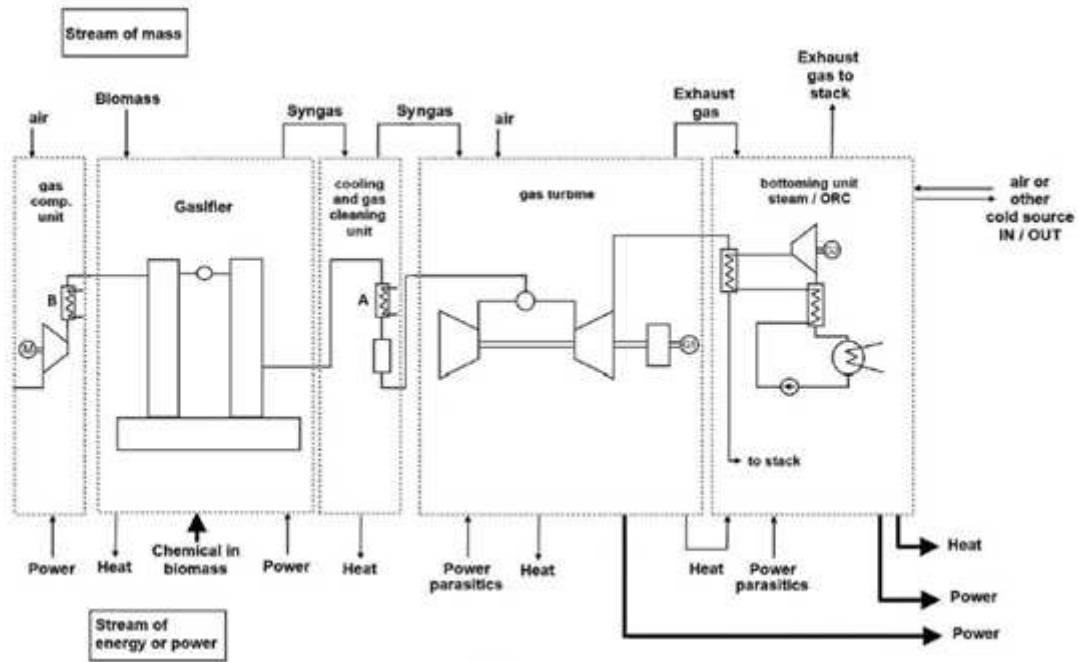 Stream of mass
Exhaust
gas to
stack
Biomass
air
Syngas
Syngas
air
Exhaust
gas
gas
comp.
unit
Gasifier
cooling
and gas
cleaning
unit
gas turbine
bottoming unit
steam / ORC
air or
other
cold source
IN / OUT
B
A
M
to stack
Power
Heat
Chemical in
biomass
Power
Heat
Power
parasitics
Heat
Heat
Power
parasitics
Heat
Power
Power
Stream of
energy or power